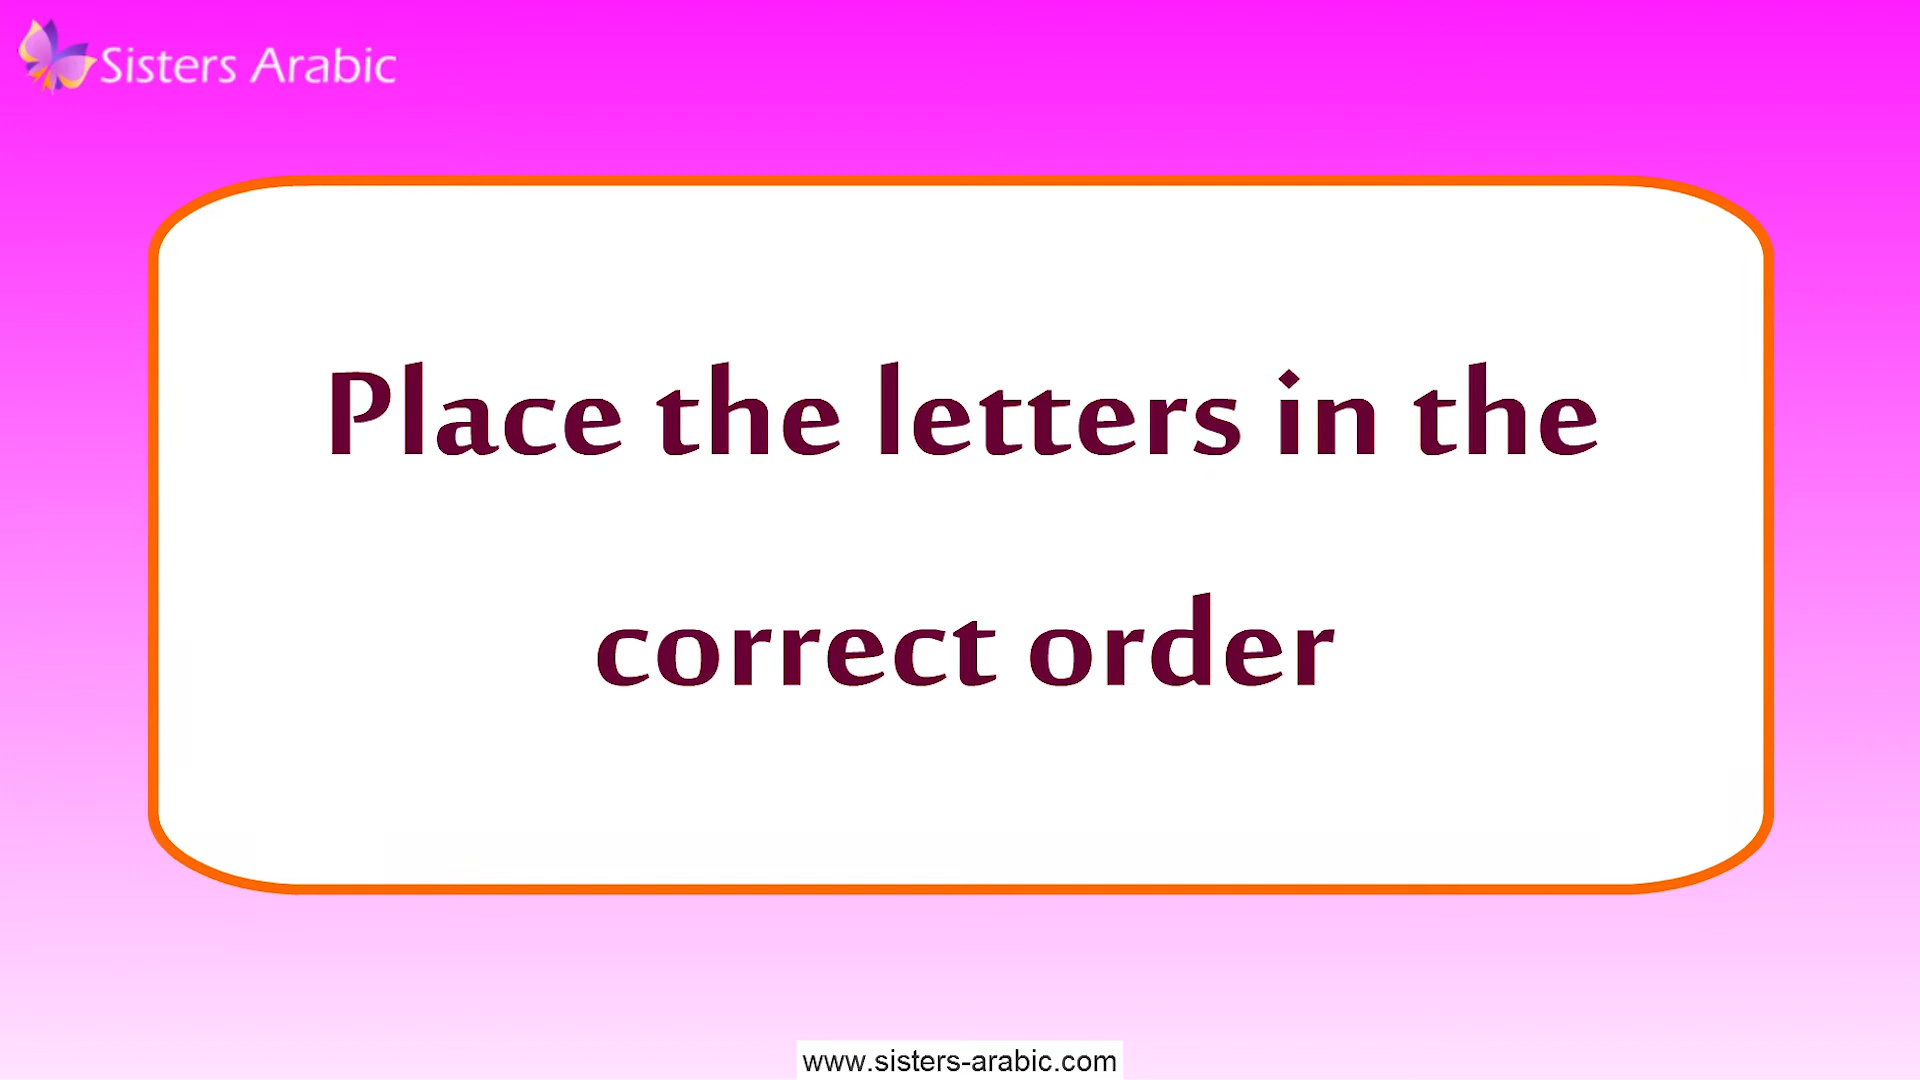 Sisters Arabic
Place the letters in the
correct order
www.sisters-arabic.com